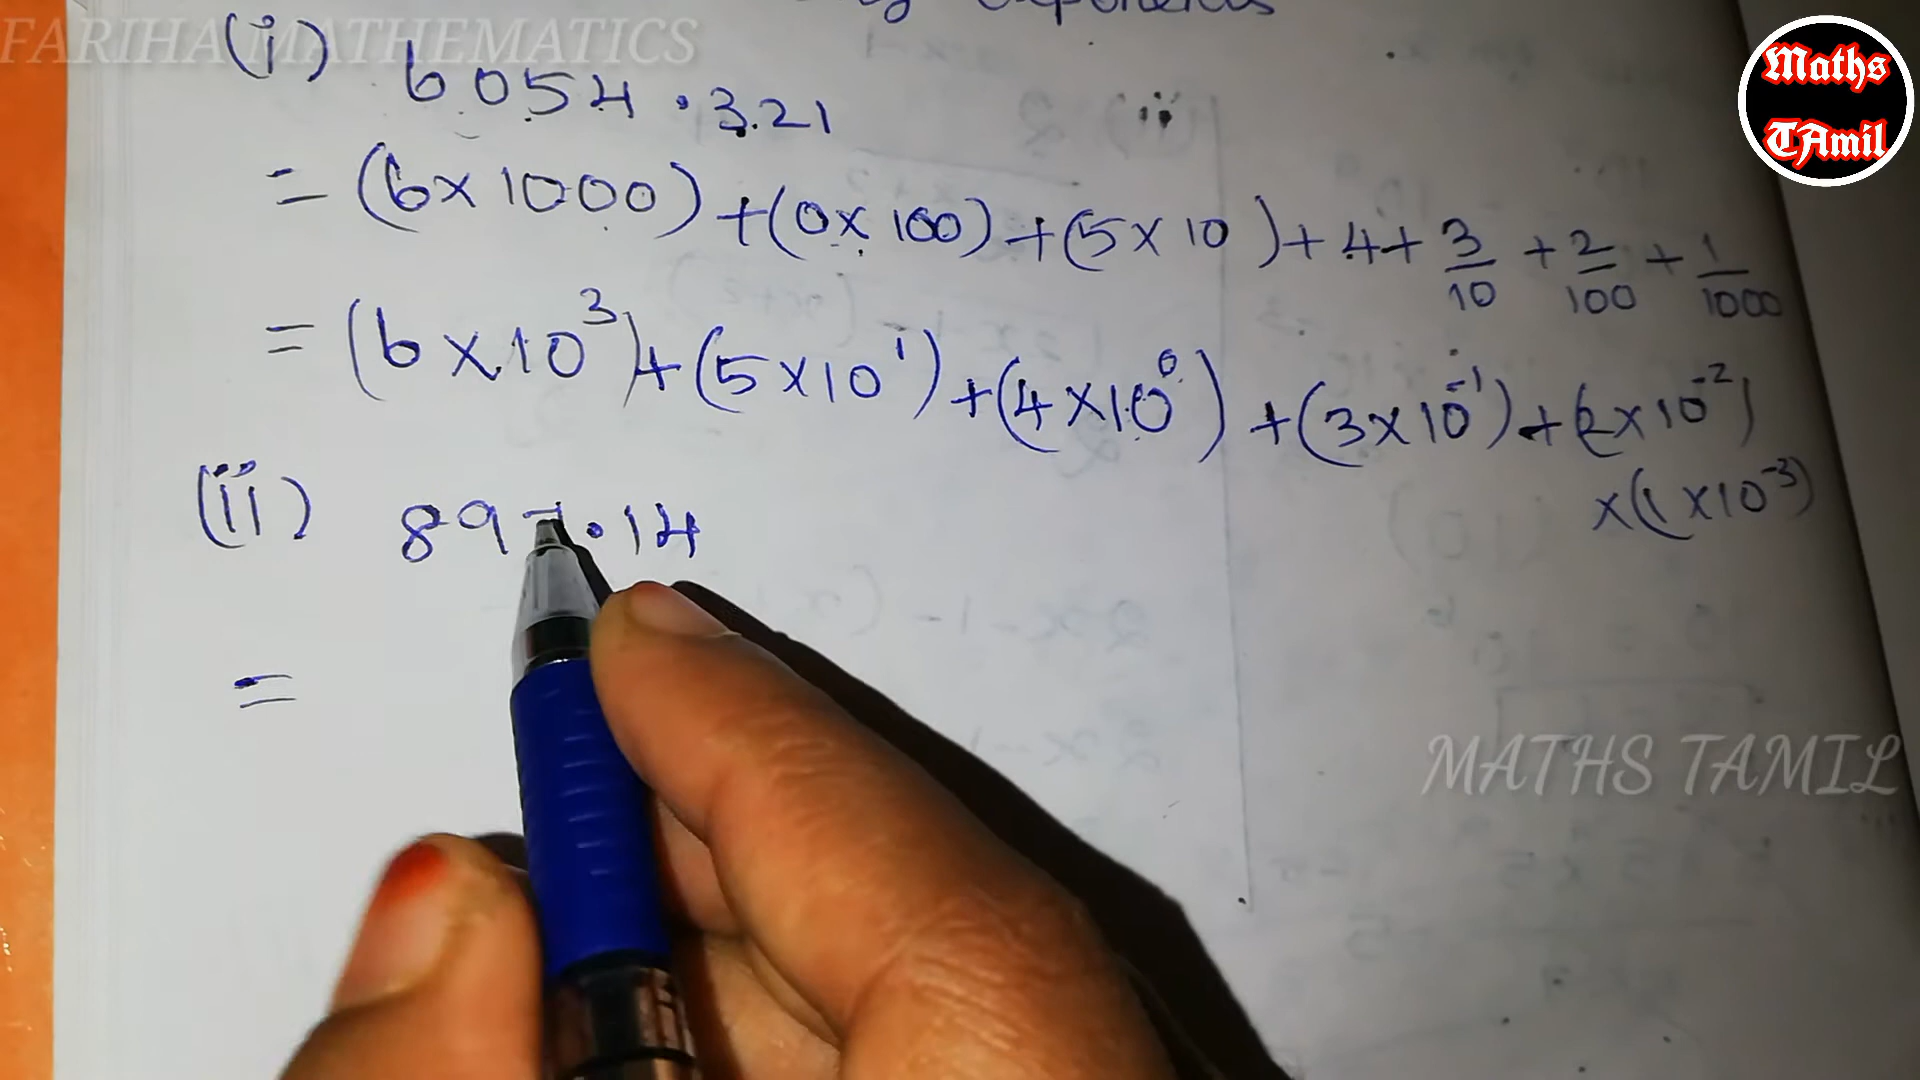 exponents
FARIHA MATHEMATICS
Maths
TAmil
(i) 6054.321
= (6×1000)+(0×100)+(5×10)+4+3/10+2/100+1/1000
= (6×10³)+(5×10¹)+(4×10⁰)+(3×10⁻¹)+(2×10⁻²)
×(1×10⁻³)
(ii) 897.14
=
MATHS TAMIL